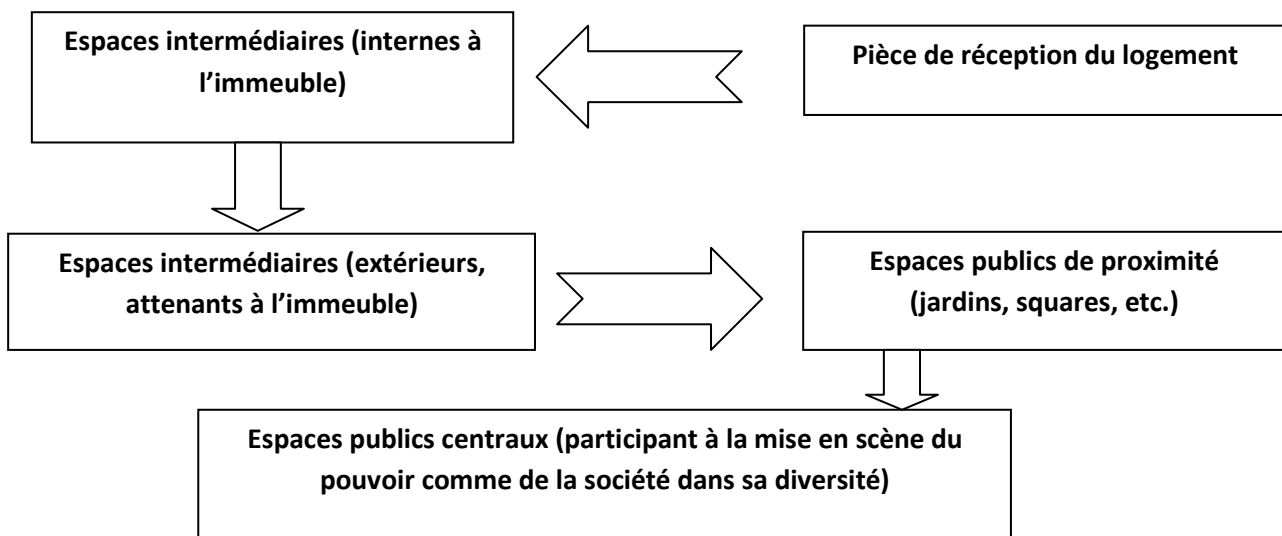 Espaces intermédiaires (internes à
l’immeuble)
Pièce de réception du logement
Espaces intermédiaires (extérieurs,
attenants à l’immeuble)
Espaces publics de proximité
(jardins, squares, etc.)
Espaces publics centraux (participant à la mise en scène du
pouvoir comme de la société dans sa diversité)